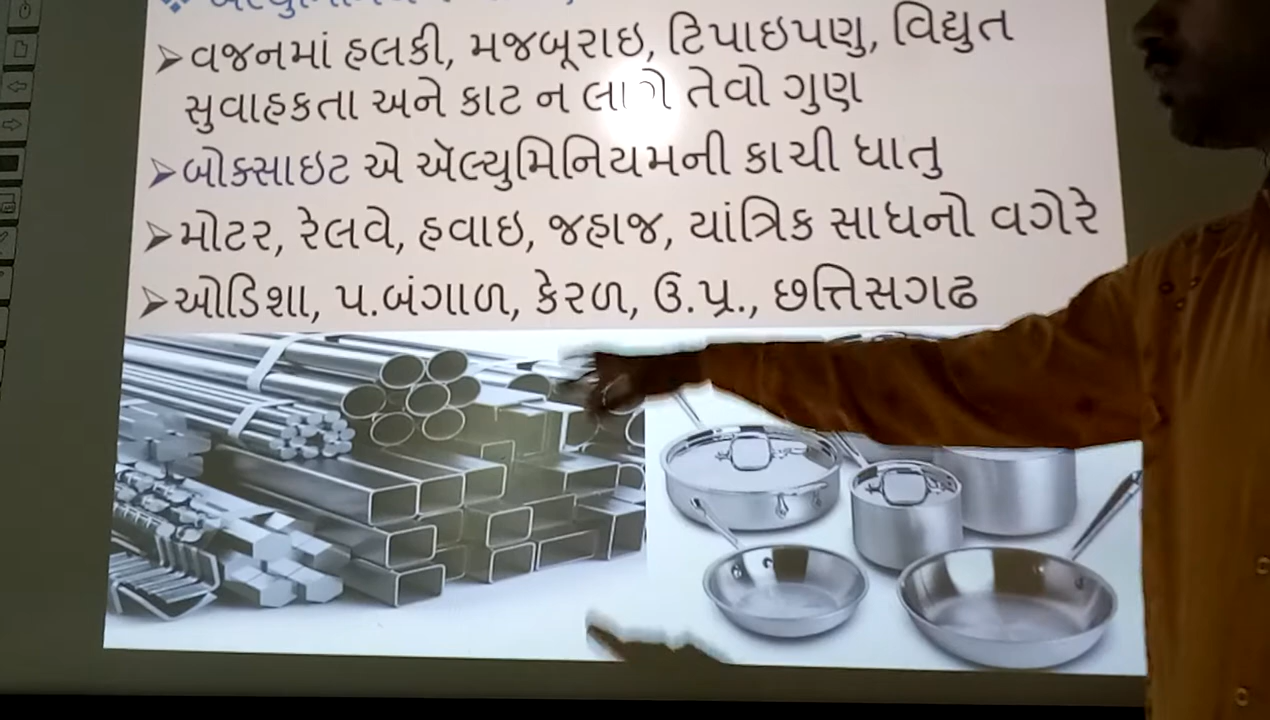 ➤વજનમાં હલકી, મજબૂરાઇ, ટિપાઇપણુ, વિદ્યુત
સુવાહકતા અને કાટ ન લાગે તેવો ગુણ
➤બોક્સાઇટ એ ઍલ્યુમિનિયમની કાચી ધાતુ
➤મોટર, રેલવે, હવાઇ, જહાજ, યાંત્રિક સાધનો વગેરે
➤ઓડિશા, પ.બંગાળ, કેરળ, ઉ.પ્ર., છત્તિસગઢ